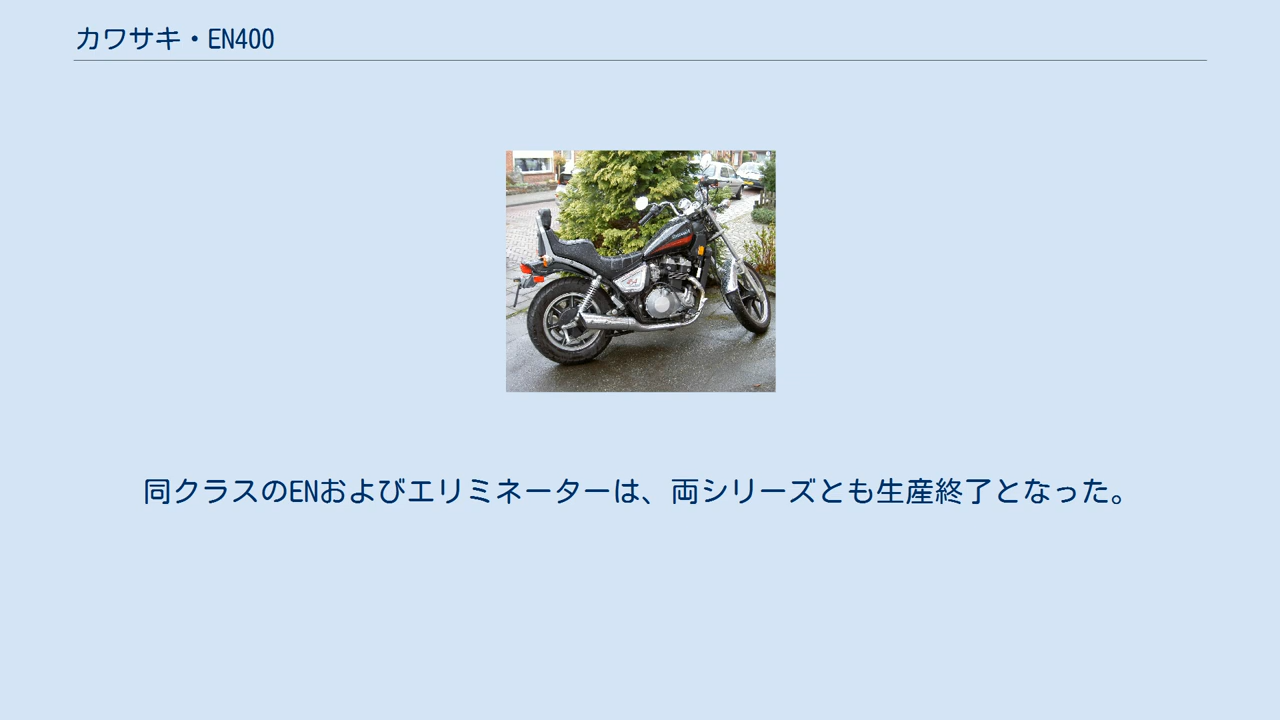 カワサキ・EN400
同クラスのENおよびエリミネーターは、両シリーズとも生産終了となった。